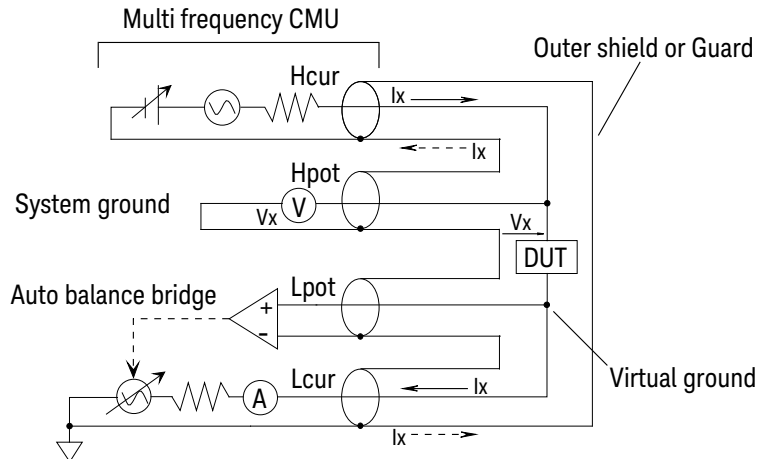 Multi frequency CMU
Outer shield or Guard
Hcur
Ix
Ix
Hpot
System ground
V
Vx
Vx
DUT
Auto balance bridge
Lpot
+
-
Virtual ground
Lcur
Ix
A
Ix